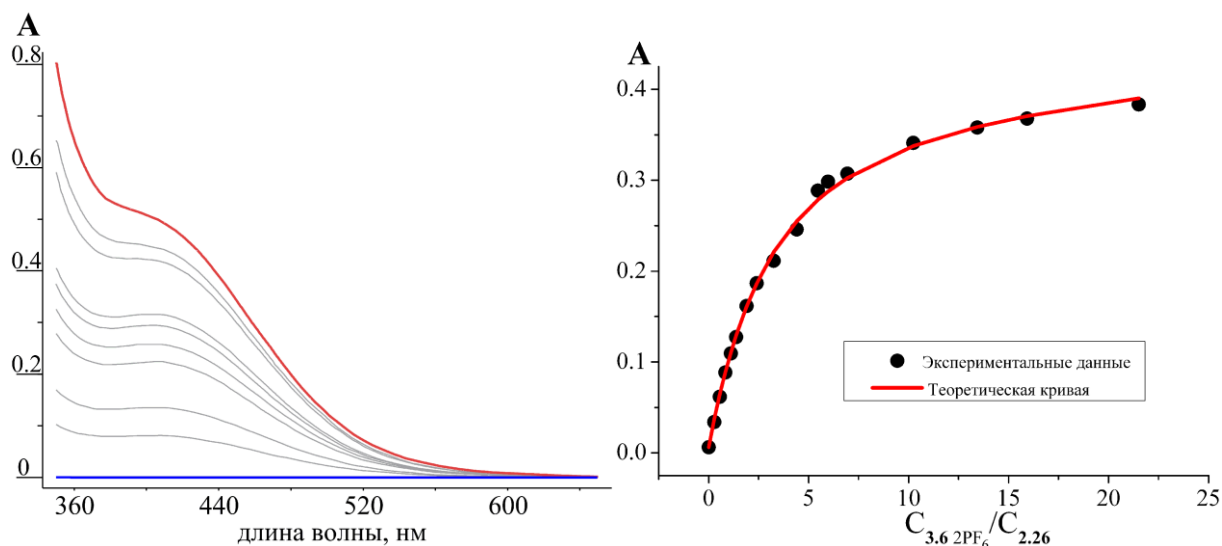 A
0.8
0.6
0.4
0.2
0
360 440 520 600
длина волны, нм
A
0.4
0.3
0.2
0.1
0.0
Экспериментальные данные
Теоретическая кривая
0 5 10 15 20 25
C3.6 2PF6/C2.26